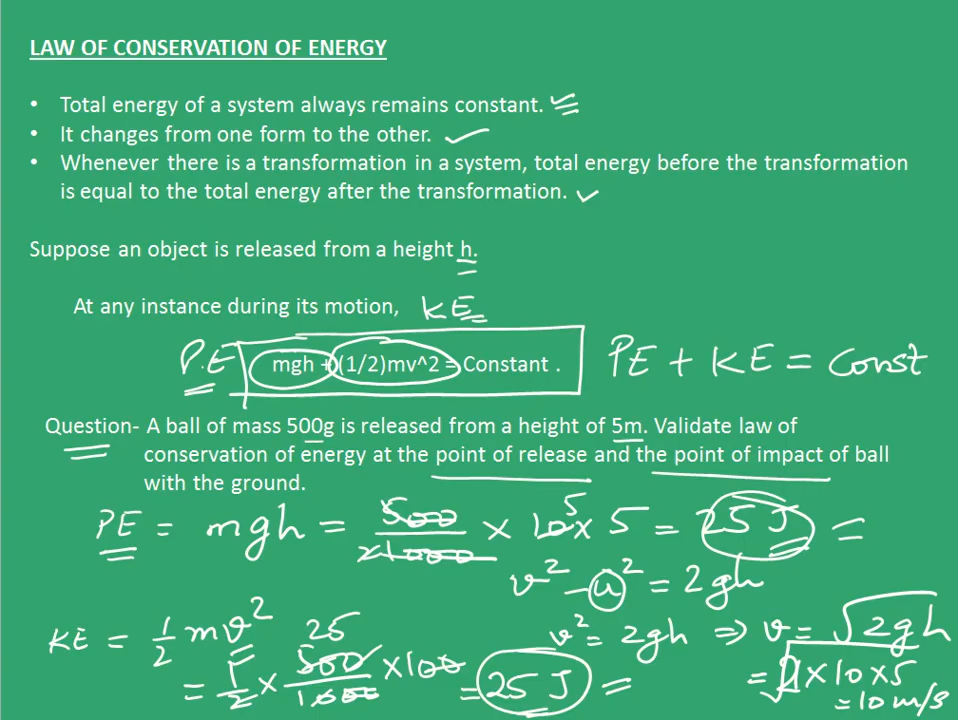 LAW OF CONSERVATION OF ENERGY
• Total energy of a system always remains constant.
• It changes from one form to the other.
• Whenever there is a transformation in a system, total energy before the transformation
is equal to the total energy after the transformation.
Suppose an object is released from a height h.
At any instance during its motion, KE
P.E mgh + (1/2)mv^2 = Constant . PE + KE = Const
Question- A ball of mass 500g is released from a height of 5m. Validate law of
conservation of energy at the point of release and the point of impact of ball
with the ground.
PE = mgh = 500/1000 × 10 5 × 5 = 25 J =
v² - u² = 2gh
KE = 1/2 mv² 25 v² = 2gh ⇒ v = √2gh
= 1/2 × 500/1000 × 100 = 25 J = = √2×10×5
= 10 m/s